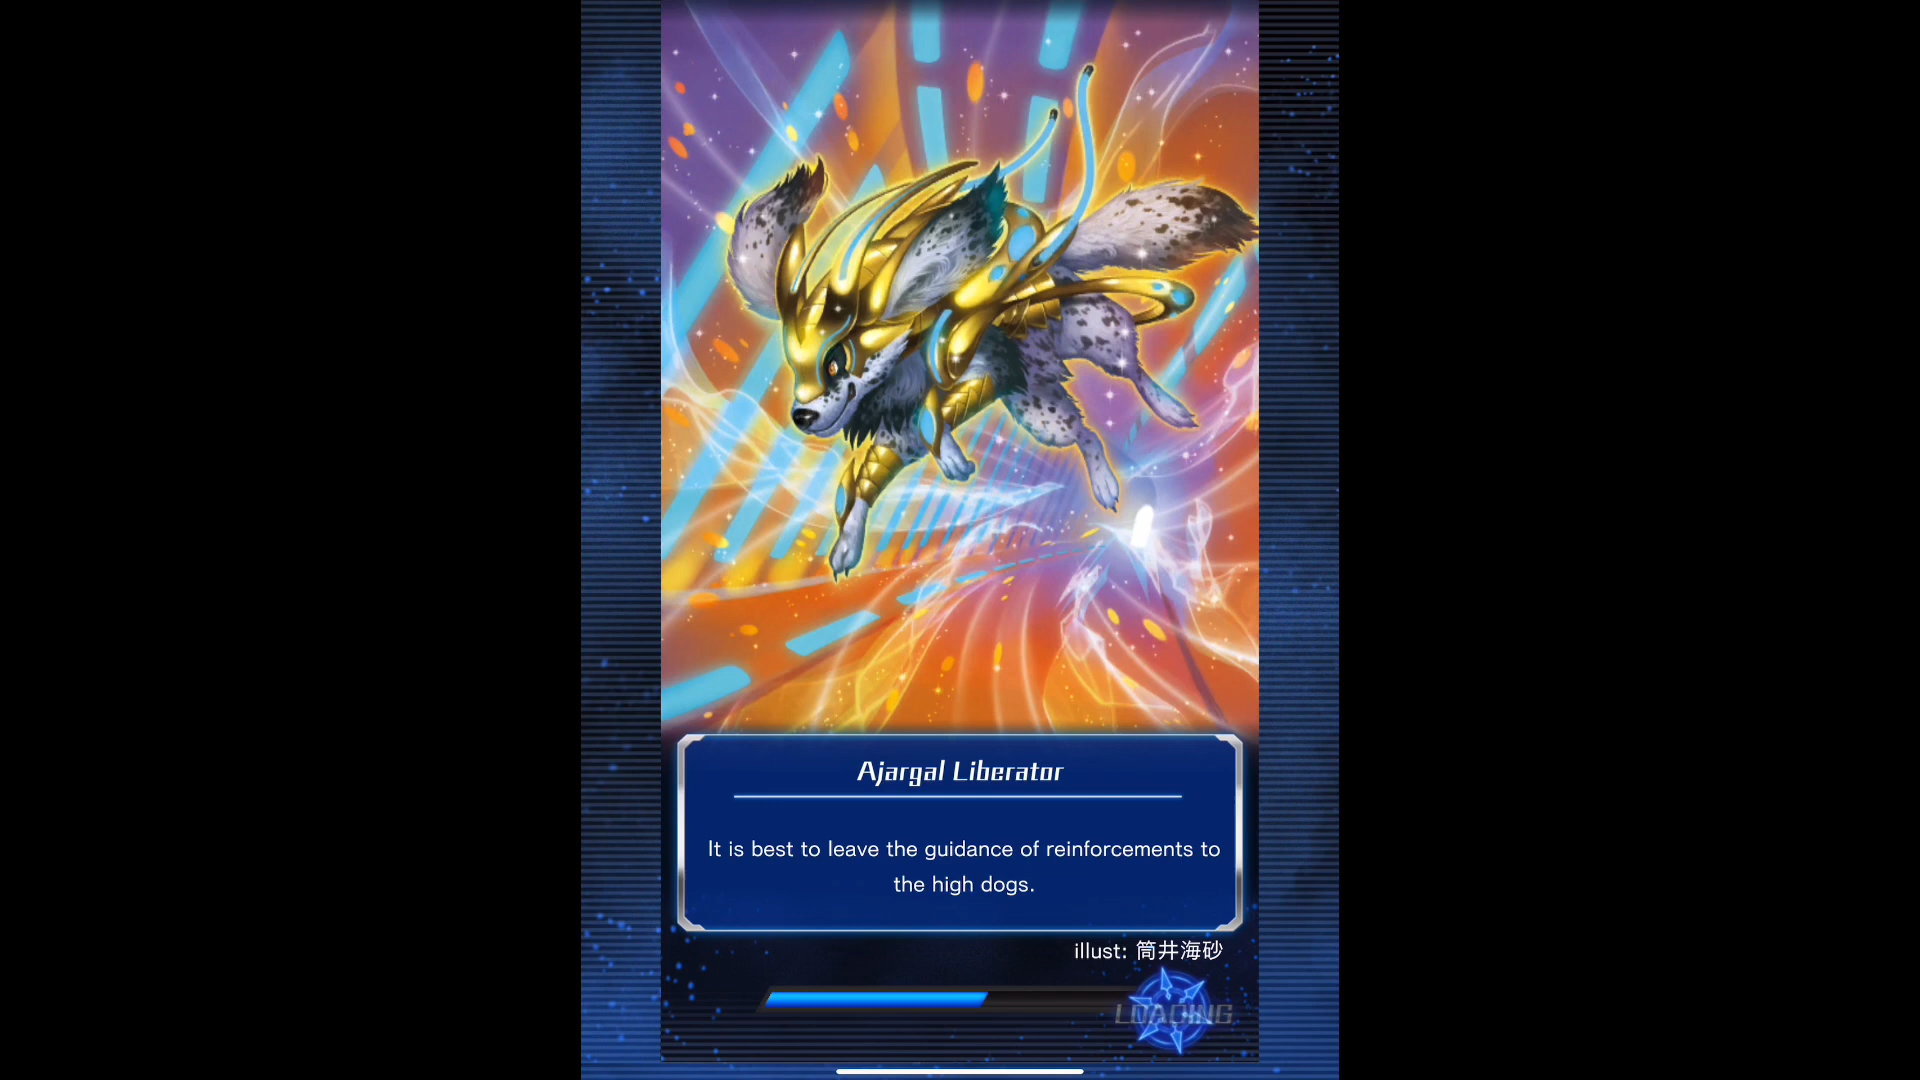 Ajargal Liberator
It is best to leave the guidance of reinforcements to
the high dogs.
illust: 筒井海砂
LOADING